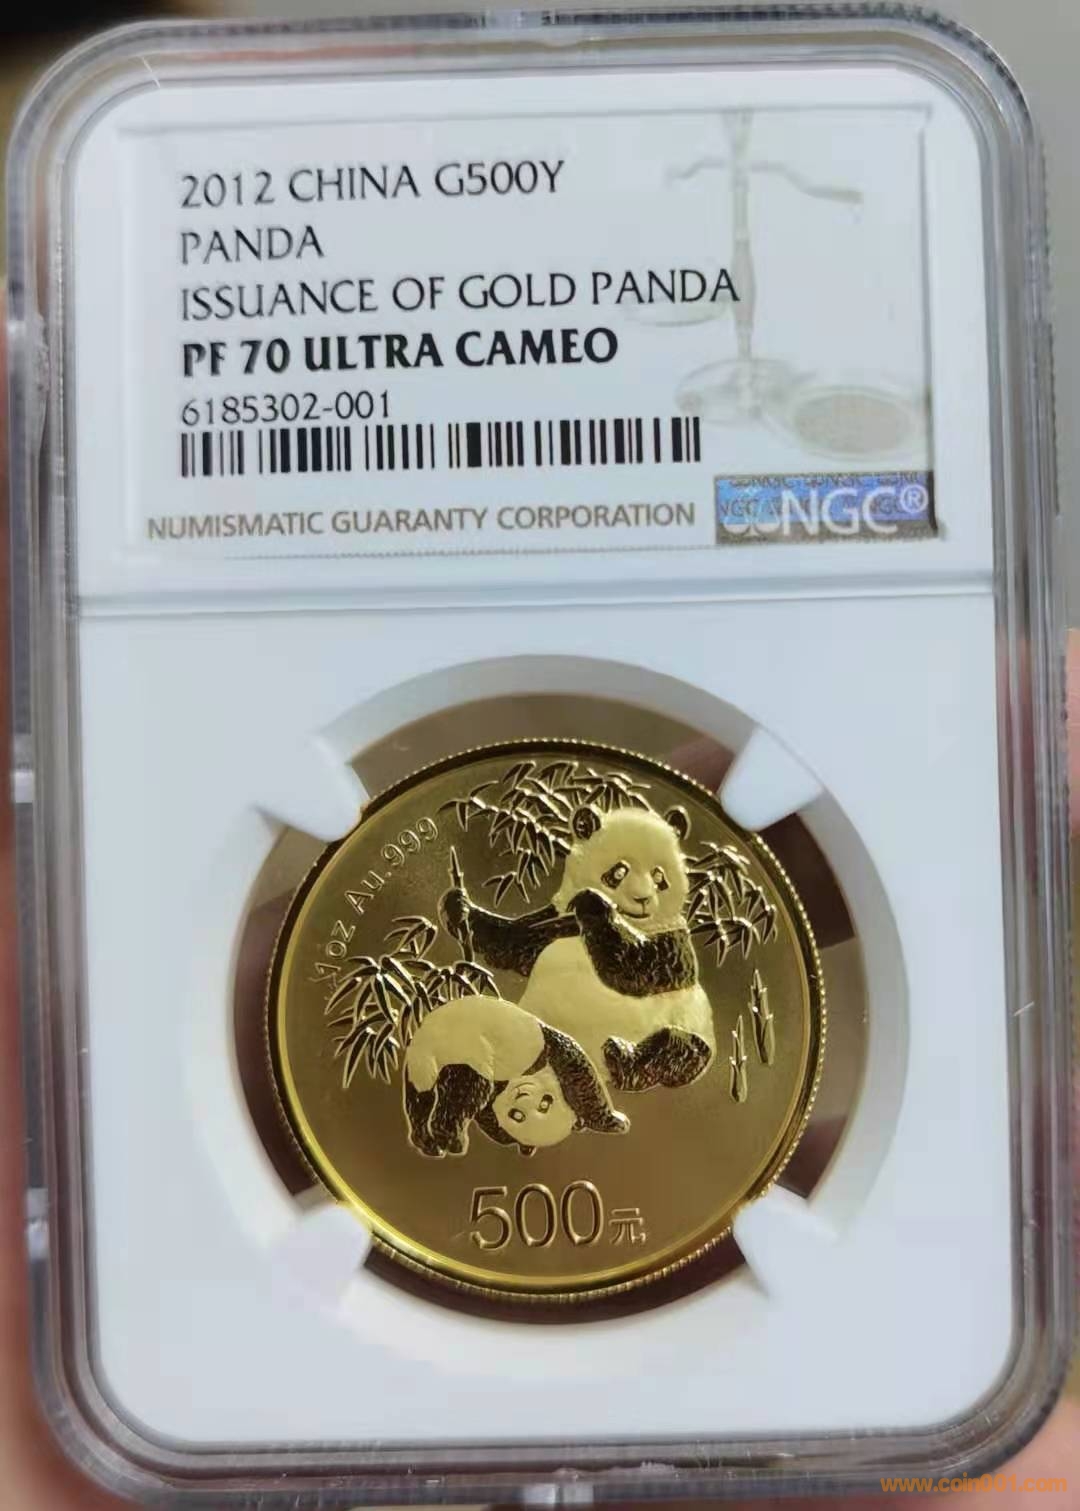 2012 CHINA G500Y
PANDA
ISSUANCE OF GOLD PANDA
PF 70 ULTRA CAMEO
6185302-001
NUMISMATIC GUARANTY CORPORATION
NGC®
1oz Au.999
500元
www.coin001.com